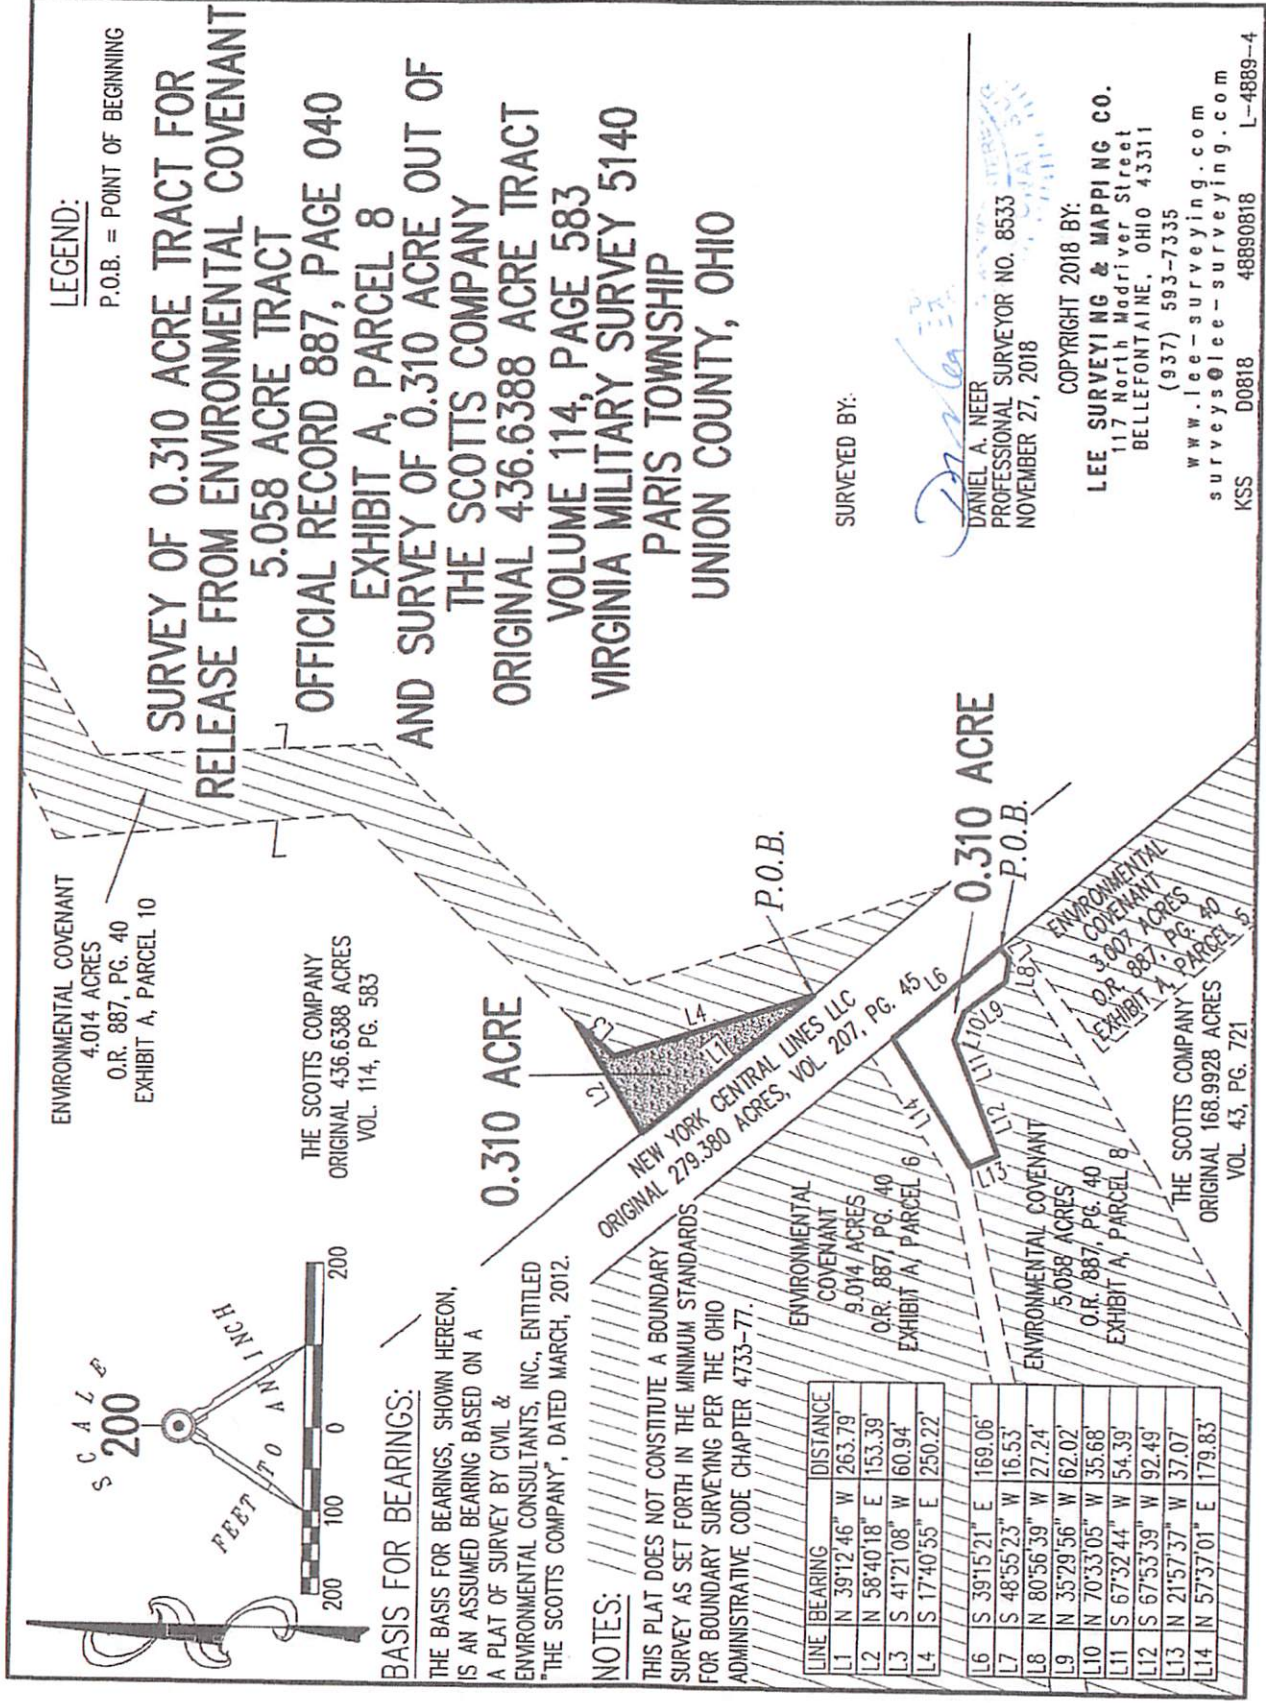 LEGEND:
P.O.B. = POINT OF BEGINNING
SURVEY OF 0.310 ACRE TRACT FOR
RELEASE FROM ENVIRONMENTAL COVENANT
5.058 ACRE TRACT
OFFICIAL RECORD 887, PAGE 040
EXHIBIT A, PARCEL 8
AND SURVEY OF 0.310 ACRE OUT OF
THE SCOTTS COMPANY
ORIGINAL 436.6388 ACRE TRACT
VOLUME 114, PAGE 583
VIRGINIA MILITARY SURVEY 5140
PARIS TOWNSHIP
UNION COUNTY, OHIO
SURVEYED BY:
DANIEL A. NEER
PROFESSIONAL SURVEYOR NO. 8533
NOVEMBER 27, 2018
COPYRIGHT 2018 BY:
LEE SURVEYING & MAPPING CO.
117 North Madriver Street
BELLEFONTAINE, OHIO 43311
(937) 593-7335
www.lee-surveying.com
surveys@lee-surveying.com
KSS D0818 48890818 L-4889-4
SCALE
200
FEET TO AN INCH
200 100 0 200
BASIS FOR BEARINGS:
THE BASIS FOR BEARINGS, SHOWN HEREON,
IS AN ASSUMED BEARING BASED ON A
A PLAT OF SURVEY BY CIVIL &
ENVIRONMENTAL CONSULTANTS, INC., ENTITLED
"THE SCOTTS COMPANY", DATED MARCH, 2012.
NOTES:
THIS PLAT DOES NOT CONSTITUTE A BOUNDARY
SURVEY AS SET FORTH IN THE MINIMUM STANDARDS
FOR BOUNDARY SURVEYING PER THE OHIO
ADMINISTRATIVE CODE CHAPTER 4733-77.
LINE BEARING DISTANCE
L1 N 39°12'46" W 263.79'
L2 N 58°40'18" E 153.39'
L3 S 41°21'08" W 60.94'
L4 S 17°40'55" E 250.22'
L6 S 39°15'21" E 169.06'
L7 S 48°55'23" W 16.53'
L8 N 80°56'39" W 27.24'
L9 N 35°29'56" W 62.02'
L10 N 70°33'05" W 35.68'
L11 S 67°32'44" W 54.39'
L12 S 67°53'39" W 92.49'
L13 N 21°57'37" W 37.07'
L14 N 57°37'01" E 179.83'
ENVIRONMENTAL COVENANT
4.014 ACRES
O.R. 887, PG. 40
EXHIBIT A, PARCEL 10
THE SCOTTS COMPANY
ORIGINAL 436.6388 ACRES
VOL. 114, PG. 583
0.310 ACRE
L2
L3
L4
L1
P.O.B.
NEW YORK CENTRAL LINES LLC
ORIGINAL 279.380 ACRES, VOL. 207, PG. 45
L6
0.310 ACRE
P.O.B.
L14
L7
L8
L9
L10
L11
L12
L13
ENVIRONMENTAL
COVENANT
9.014 ACRES
O.R. 887, PG. 40
EXHIBIT A, PARCEL 6
ENVIRONMENTAL COVENANT
5.058 ACRES
O.R. 887, PG. 40
EXHIBIT A, PARCEL 8
ENVIRONMENTAL
COVENANT
3.007 ACRES
O.R. 887, PG. 40
EXHIBIT A, PARCEL 5
THE SCOTTS COMPANY
ORIGINAL 168.9928 ACRES
VOL. 43, PG. 721